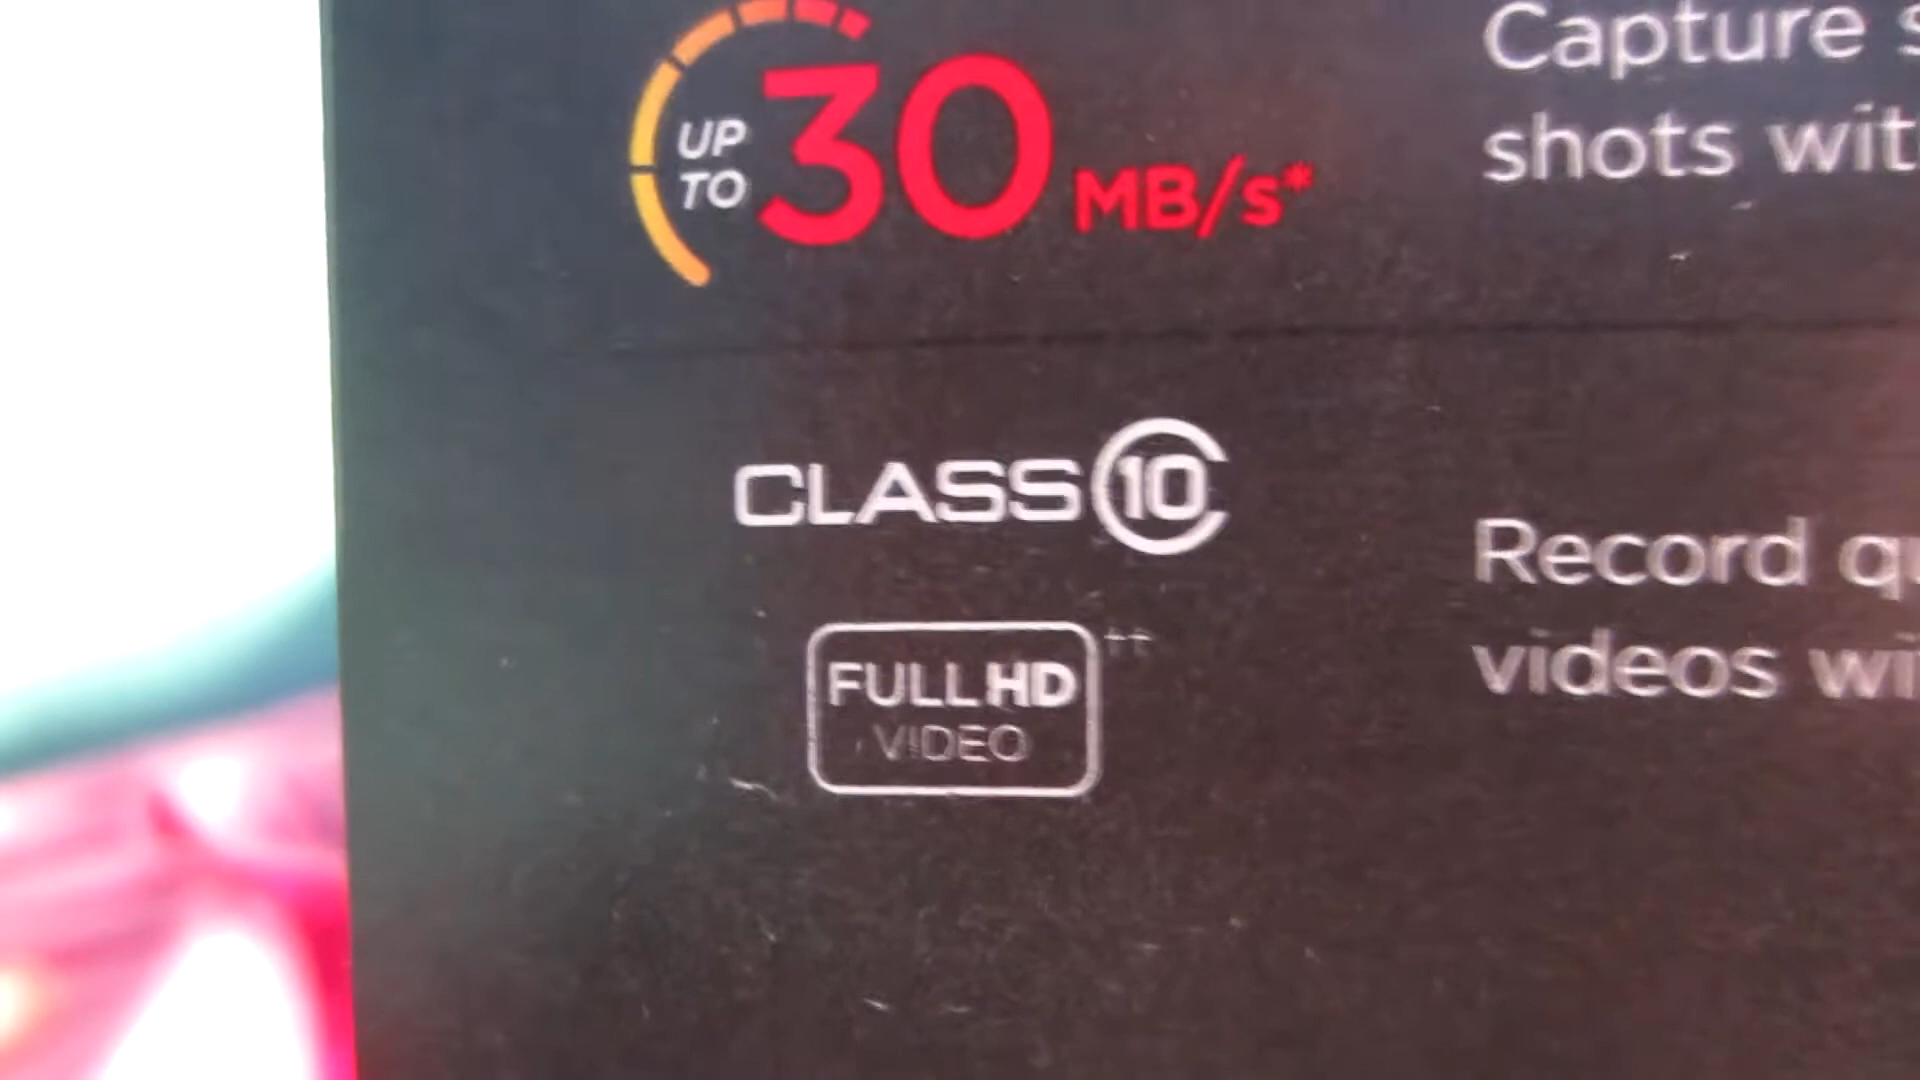 UP TO 30 MB/s*
Capture
shots
CLASS 10
FULL HD
VIDEO
††
Record
videos